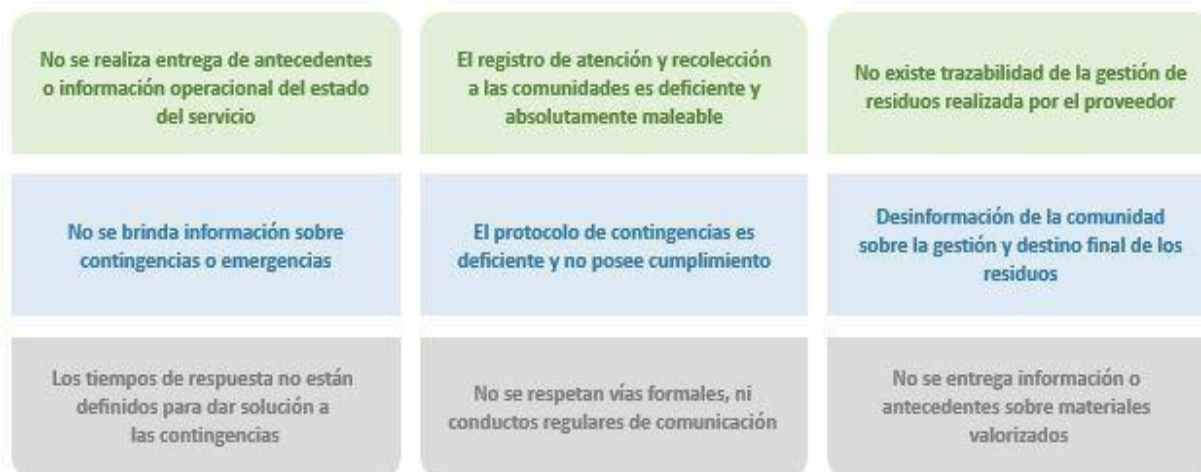 No se realiza entrega de antecedentes
o información operacional del estado
del servicio
El registro de atención y recolección
a las comunidades es deficiente y
absolutamente maleable
No existe trazabilidad de la gestión de
residuos realizada por el proveedor
No se brinda información sobre
contingencias o emergencias
El protocolo de contingencias es
deficiente y no posee cumplimiento
Desinformación de la comunidad
sobre la gestión y destino final de los
residuos
Los tiempos de respuesta no están
definidos para dar solución a
las contingencias
No se respetan vías formales, ni
conductos regulares de comunicación
No se entrega información o
antecedentes sobre materiales
valorizados